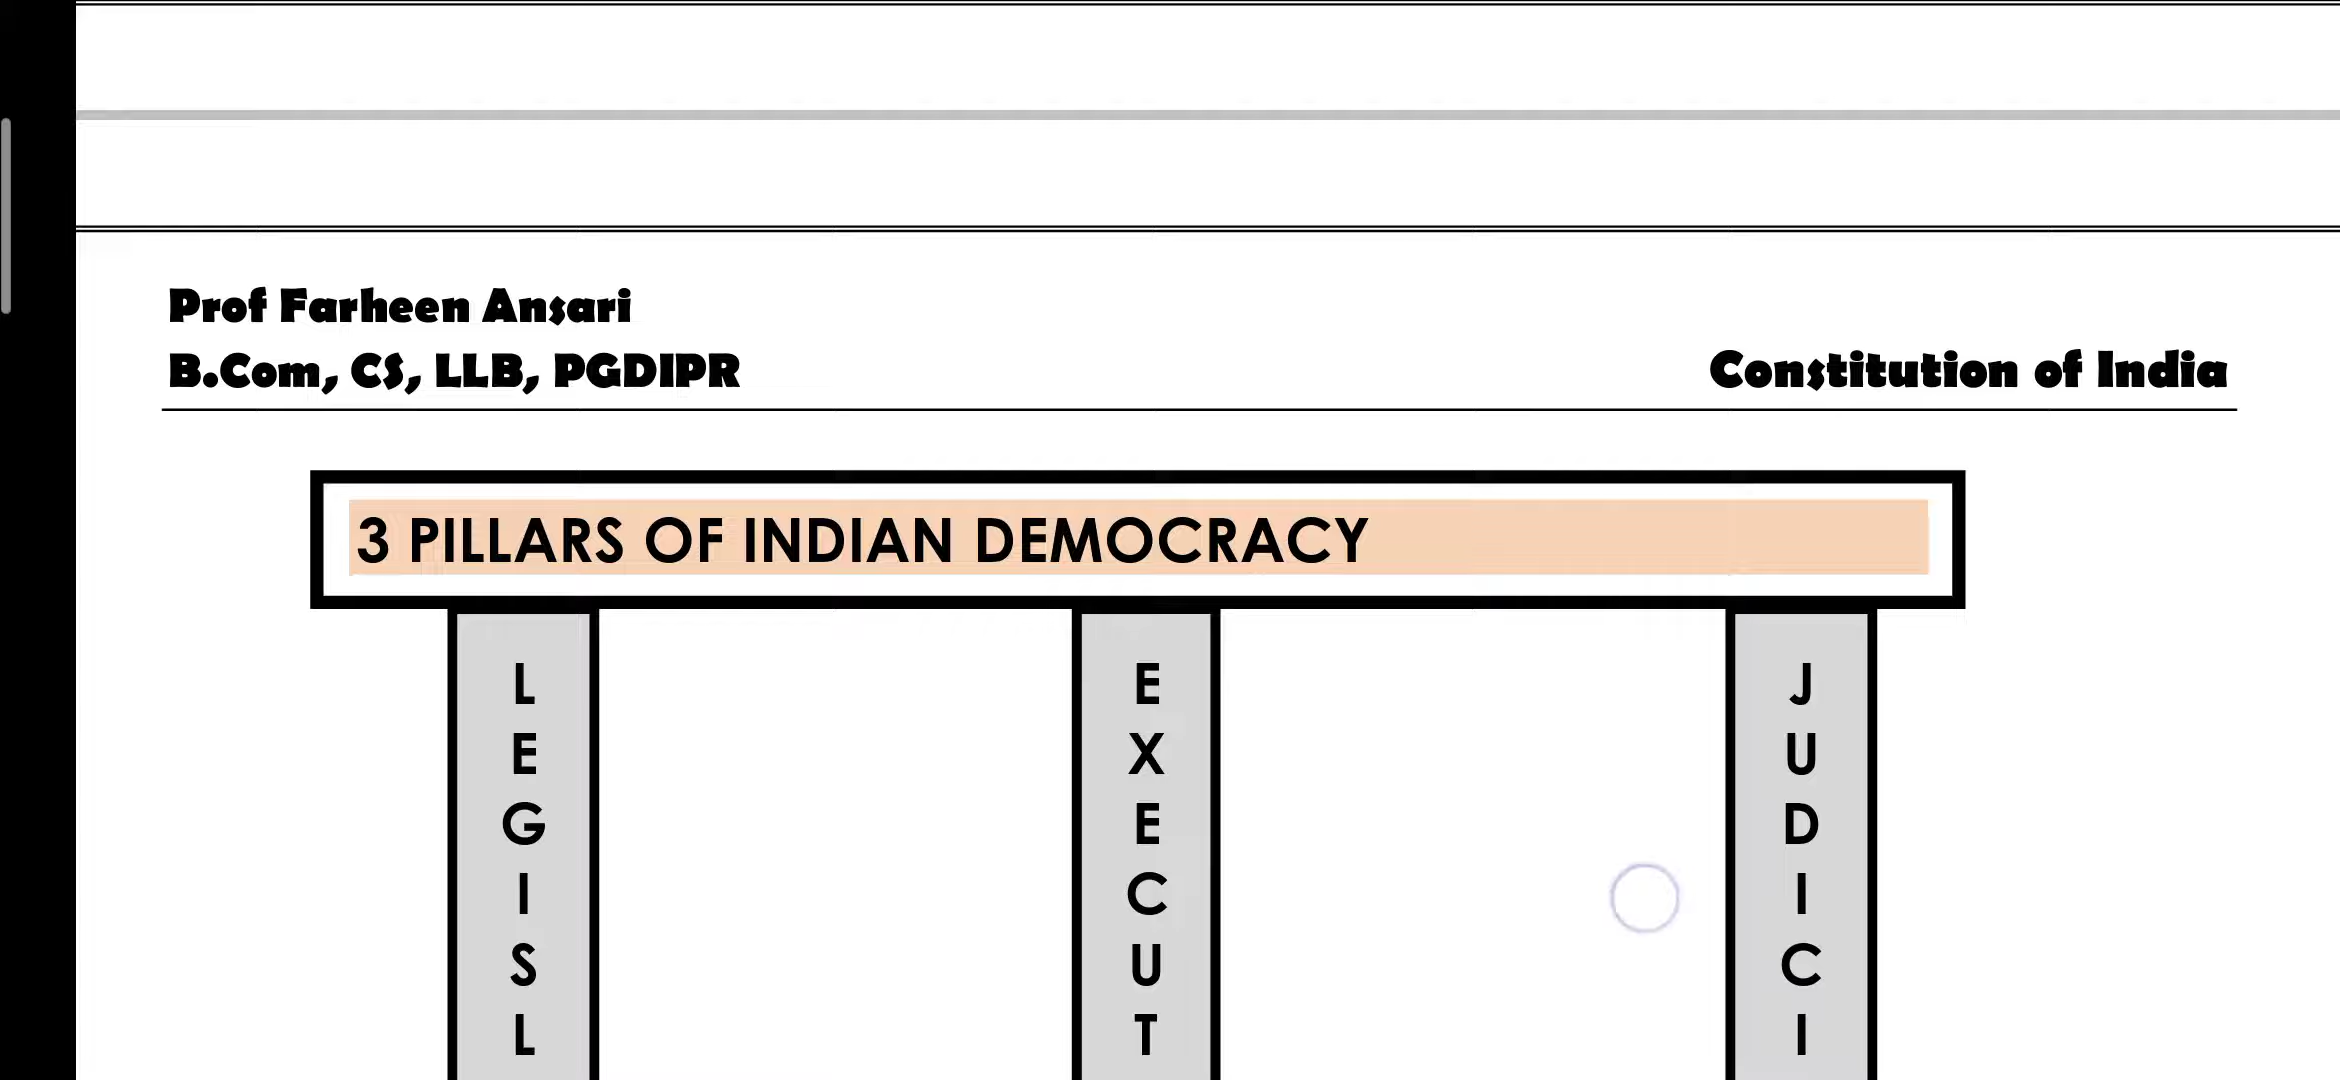 Prof Farheen Ansari
B.Com, CS, LLB, PGDIPR
Constitution of India
3 PILLARS OF INDIAN DEMOCRACY
L
E
G
I
S
L
E
X
E
C
U
T
J
U
D
I
C
I